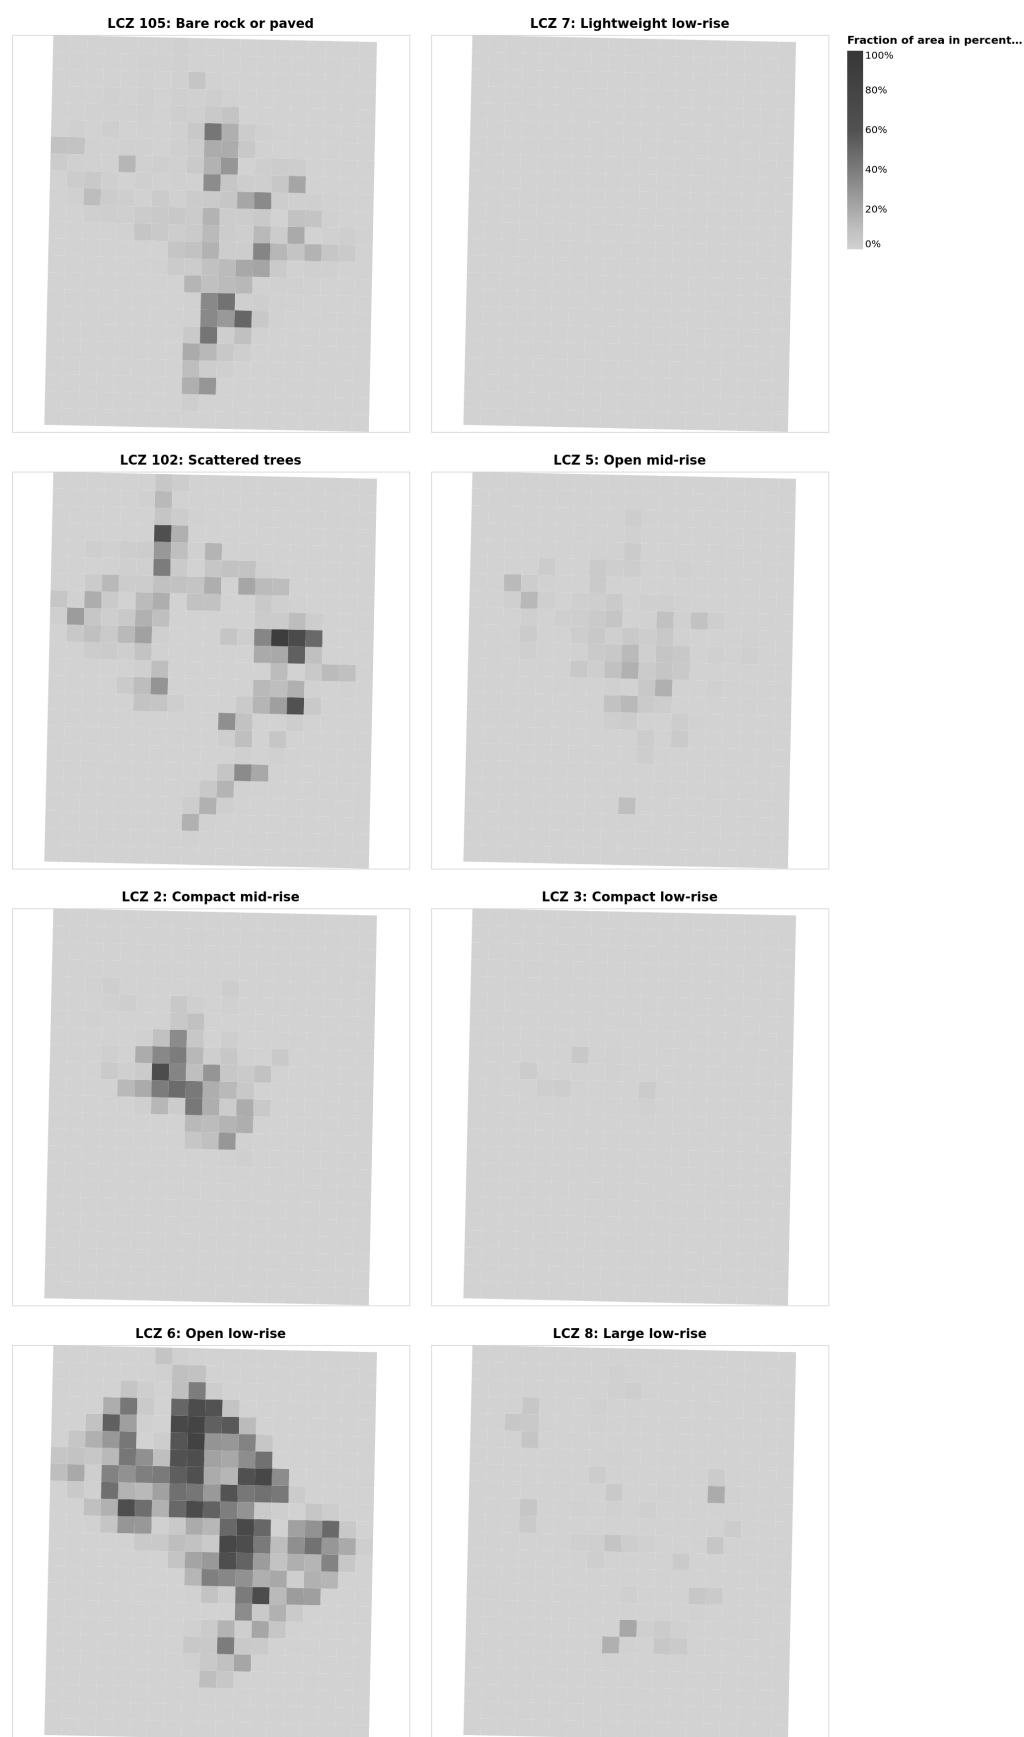 LCZ 105: Bare rock or paved
LCZ 7: Lightweight low-rise
Fraction of area in percent…
100%
80%
60%
40%
20%
0%
LCZ 102: Scattered trees
LCZ 5: Open mid-rise
LCZ 2: Compact mid-rise
LCZ 3: Compact low-rise
LCZ 6: Open low-rise
LCZ 8: Large low-rise